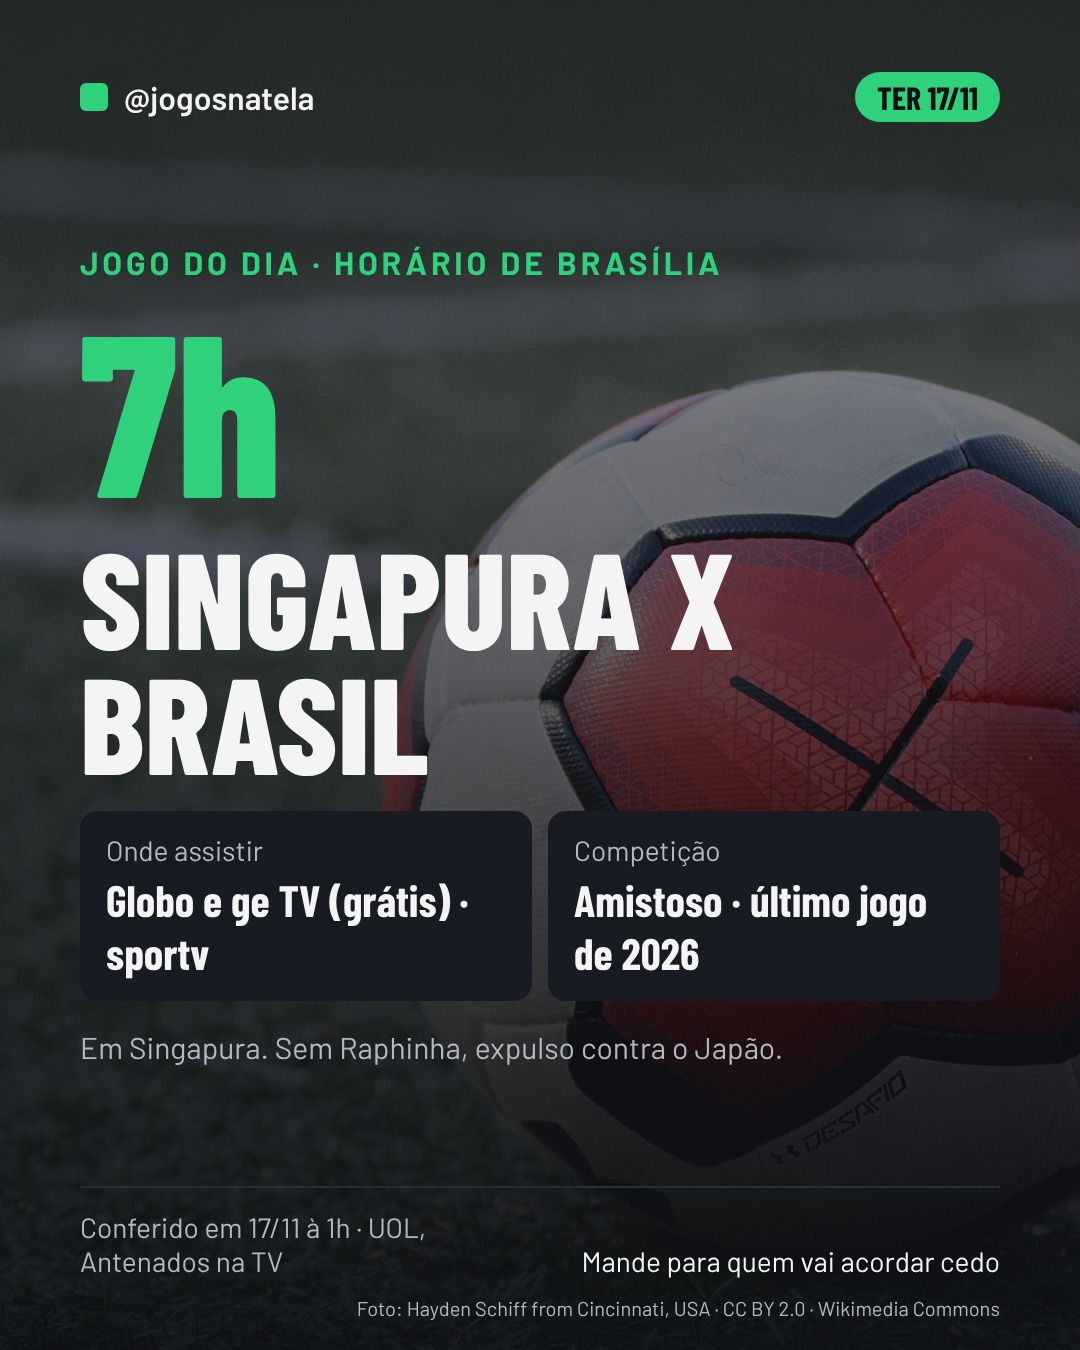 @jogosnatela
TER 17/11
JOGO DO DIA · HORÁRIO DE BRASÍLIA
7h
SINGAPURA X
BRASIL
Onde assistir
Globo e ge TV (grátis) ·
sportv
Competição
Amistoso · último jogo
de 2026
Em Singapura. Sem Raphinha, expulso contra o Japão.
DESAFIO
Conferido em 17/11 à 1h · UOL,
Antenados na TV
Mande para quem vai acordar cedo
Foto: Hayden Schiff from Cincinnati, USA · CC BY 2.0 · Wikimedia Commons